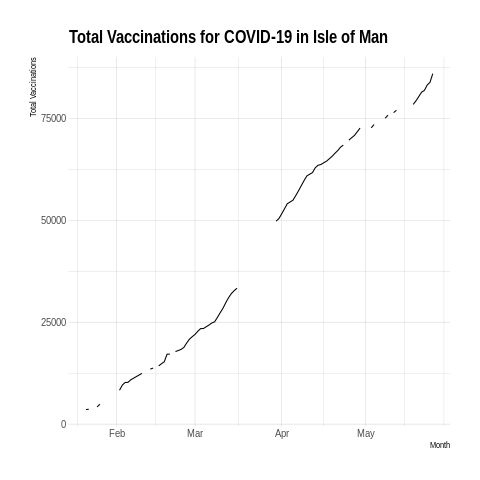 Total Vaccinations for COVID-19 in Isle of Man
Total Vaccinations
75000
50000
25000
0
Feb Mar Apr May
Month